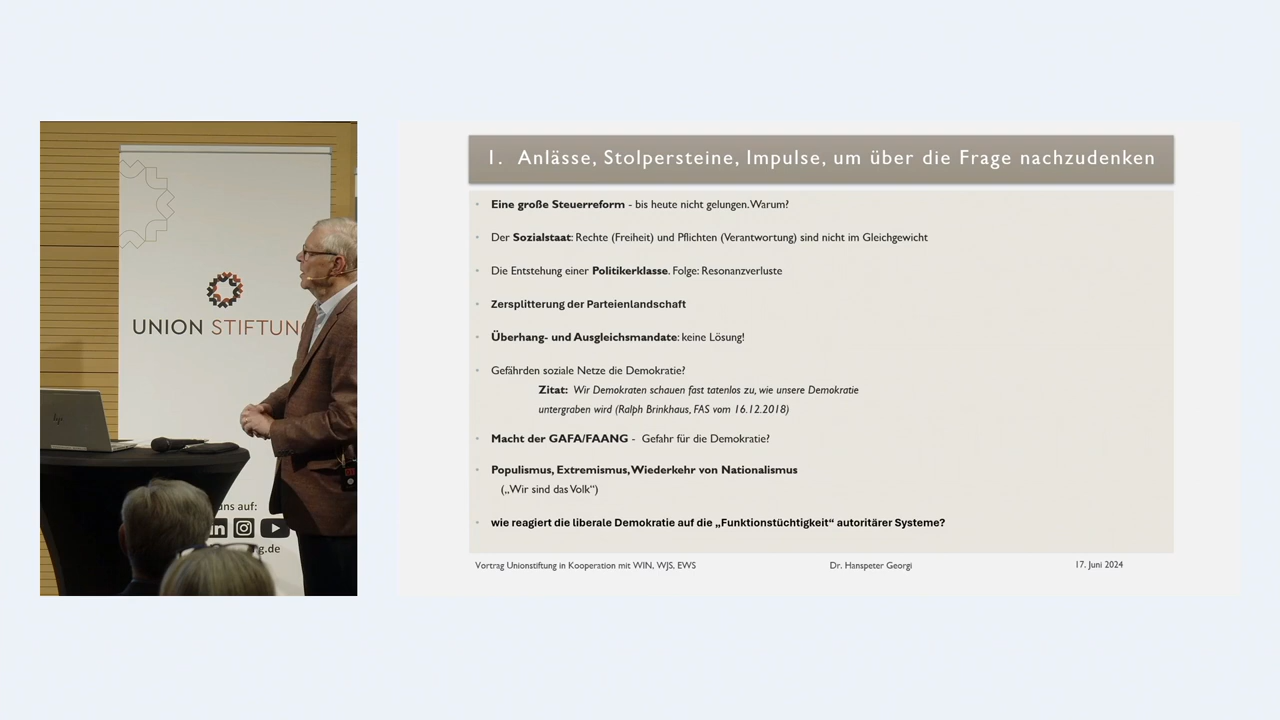 UNION STIFTUNG
uns auf:
g.de
1. Anlässe, Stolpersteine, Impulse, um über die Frage nachzudenken
Eine große Steuerreform - bis heute nicht gelungen. Warum?
Der Sozialstaat: Rechte (Freiheit) und Pflichten (Verantwortung) sind nicht im Gleichgewicht
Die Entstehung einer Politikerklasse. Folge: Resonanzverluste
Zersplitterung der Parteienlandschaft
Überhang- und Ausgleichsmandate: keine Lösung!
Gefährden soziale Netze die Demokratie?
Zitat: Wir Demokraten schauen fast tatenlos zu, wie unsere Demokratie
untergraben wird (Ralph Brinkhaus, FAS vom 16.12.2018)
Macht der GAFA/FAANG - Gefahr für die Demokratie?
Populismus, Extremismus, Wiederkehr von Nationalismus
(„Wir sind das Volk“)
wie reagiert die liberale Demokratie auf die „Funktionstüchtigkeit“ autoritärer Systeme?
Vortrag Unionstiftung in Kooperation mit WIN, WJS, EWS
Dr. Hanspeter Georgi
17. Juni 2024